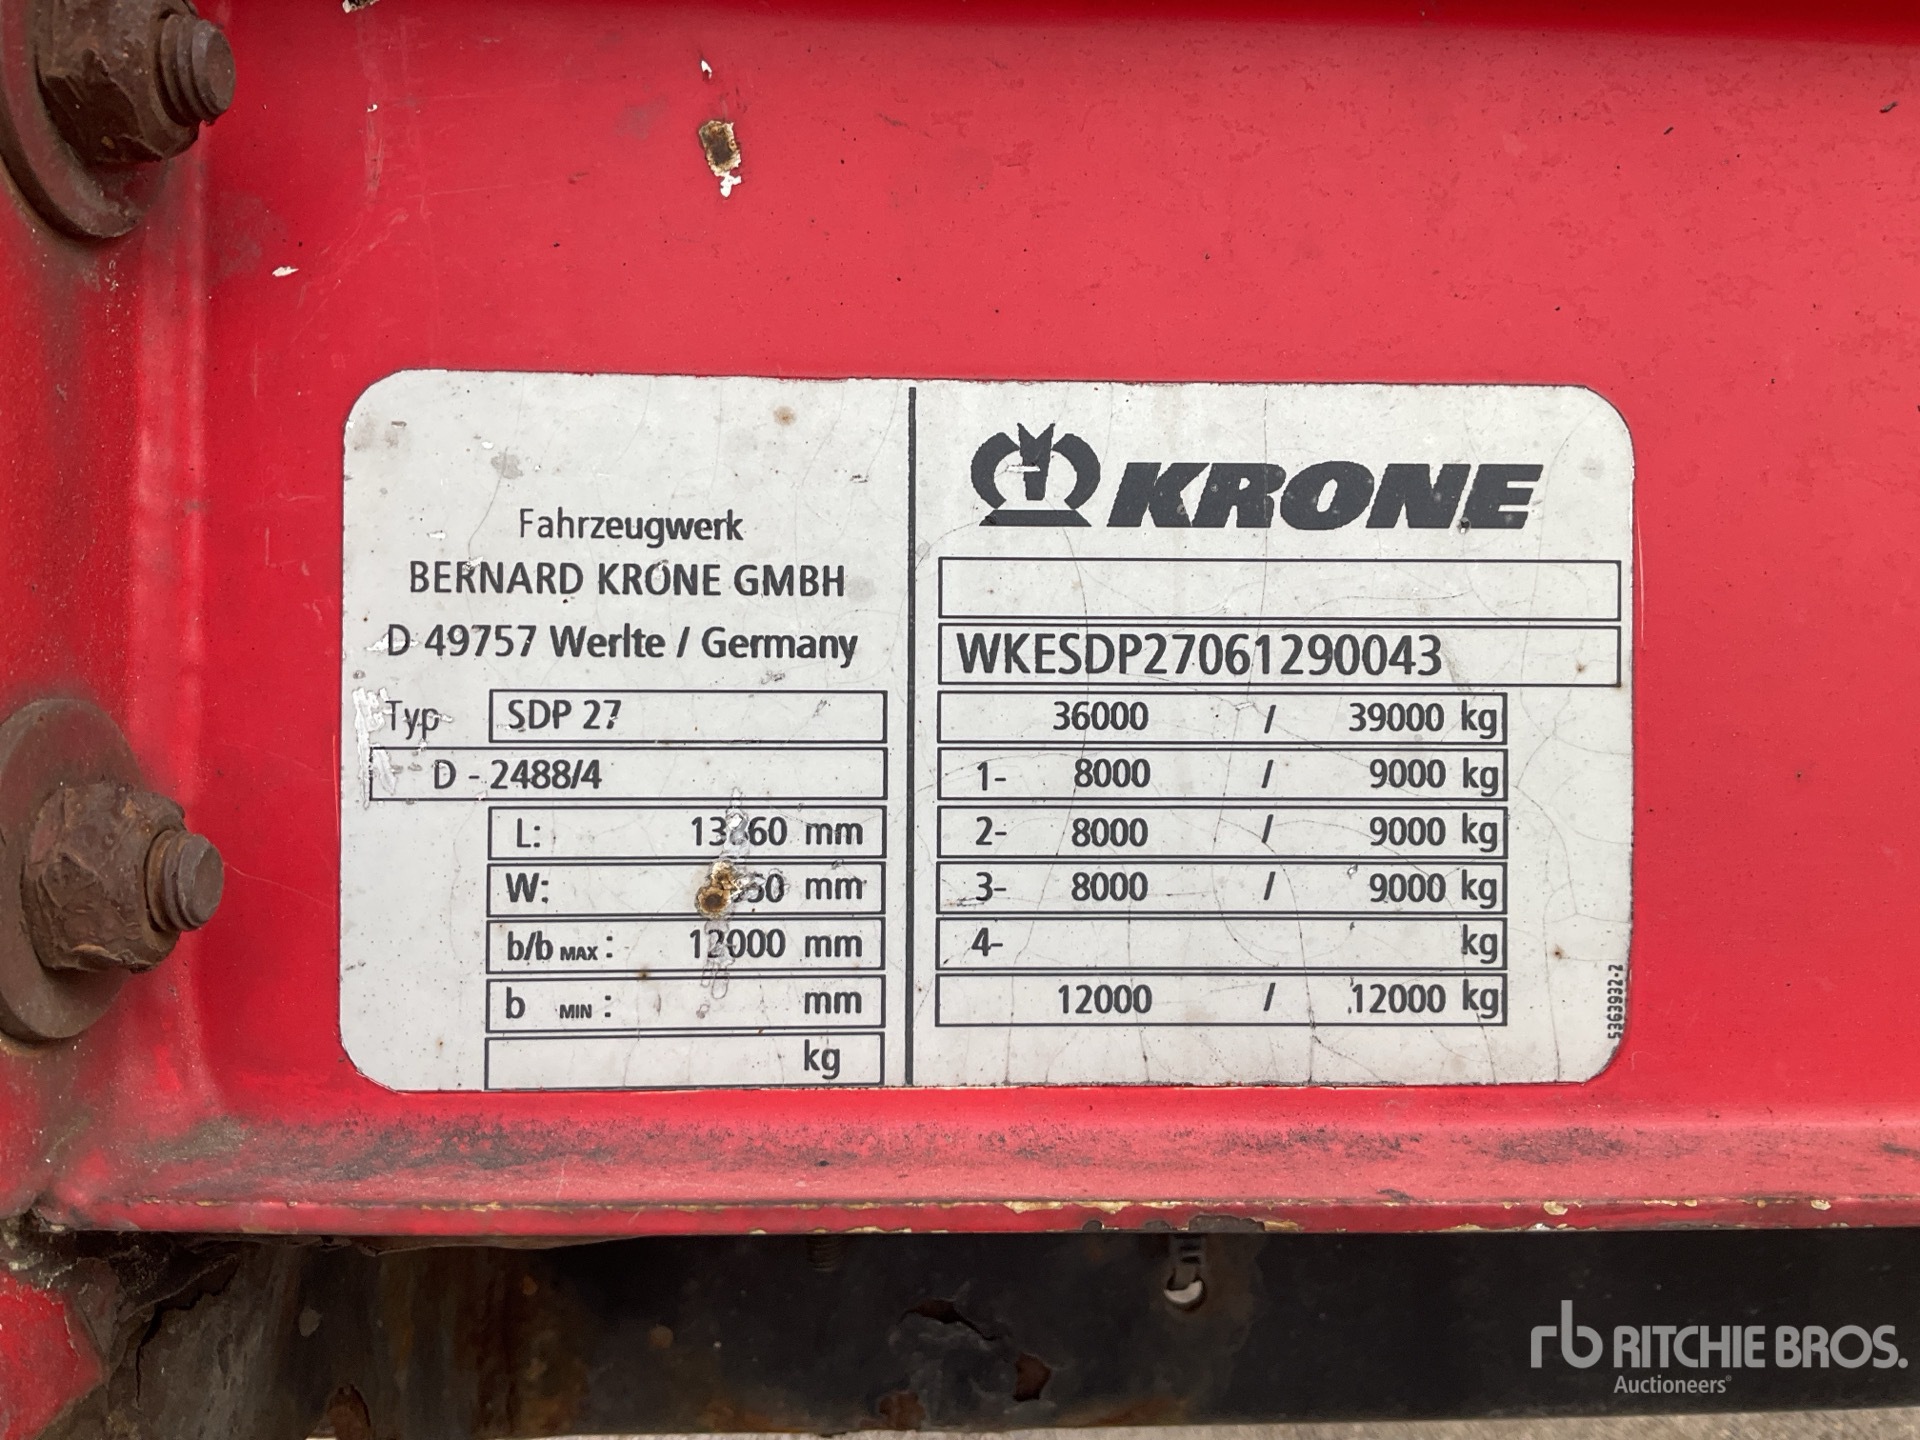 Fahrzeugwerk
BERNARD KRONE GMBH
D 49757 Werlte / Germany
Typ SDP 27
D - 2488/4
L: mm
W: mm
b/b MAX : 12000 mm
b MIN : mm
kg
KRONE
WKESDP27061290043
36000 / 39000 kg
1- 8000 / 9000 kg
2- 8000 / 9000 kg
3- 8000 / 9000 kg
4- kg
12000 / 12000 kg
5363932-2
rb RITCHIE BROS.
Auctioneers